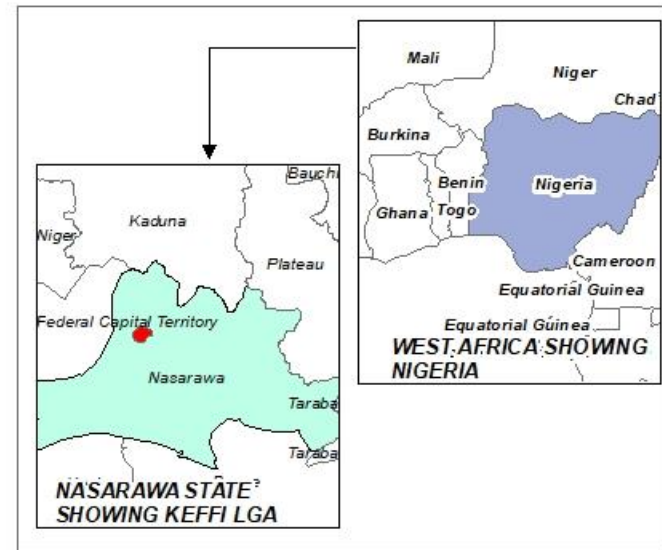 Mali
Niger
Chad
Burkina
Benin
Nigeria
Ghana
Togo
Cameroon
Equatorial Guinea
Equatorial Guinea
WEST AFRICA SHOWING
NIGERIA
Bauchi
Kaduna
Niger
Plateau
Federal Capital Territory
Nasarawa
Taraba
Taraba
NASARAWA STATE
SHOWING KEFFI LGA